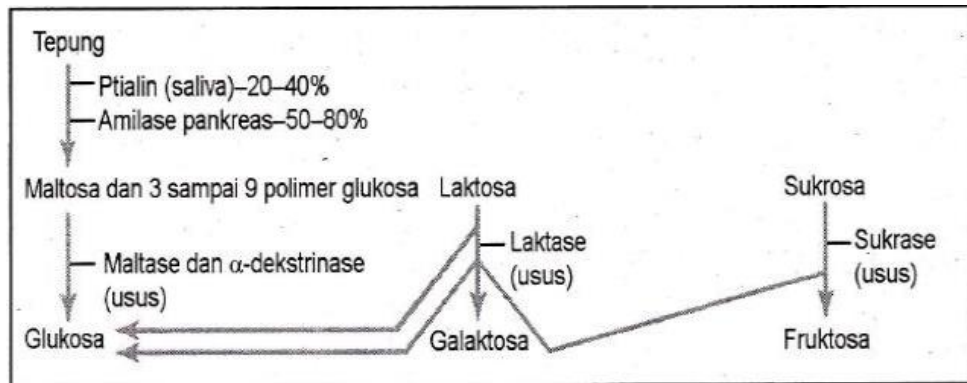 Tepung
Ptialin (saliva)–20–40%
Amilase pankreas–50–80%
Maltosa dan 3 sampai 9 polimer glukosa
Laktosa
Sukrosa
Maltase dan α-dekstrinase
(usus)
Laktase
(usus)
Sukrase
(usus)
Glukosa
Galaktosa
Fruktosa